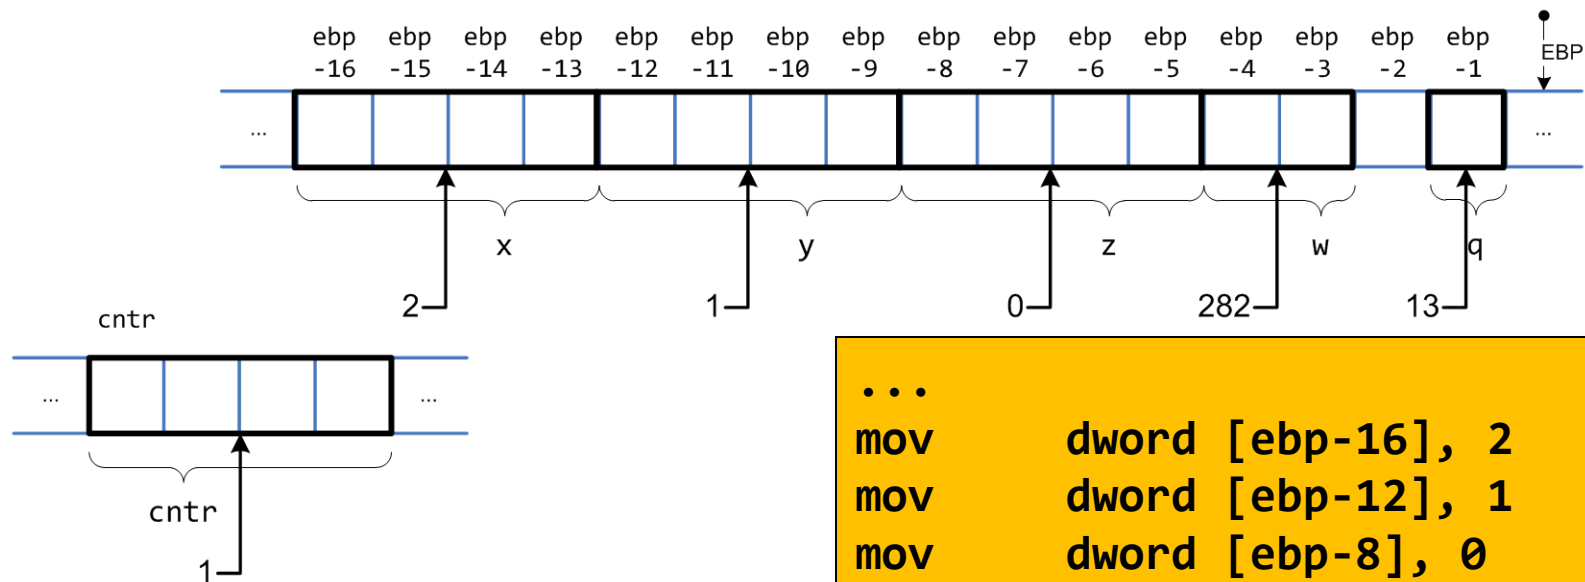 ebp ebp ebp ebp ebp ebp ebp ebp ebp ebp ebp ebp ebp ebp ebp ebp
-16 -15 -14 -13 -12 -11 -10 -9 -8 -7 -6 -5 -4 -3 -2 -1
EBP
... ...
x y z w q
2 1 0 282 13
cntr
... ...
cntr
1
...
mov dword [ebp-16], 2
mov dword [ebp-12], 1
mov dword [ebp-8], 0